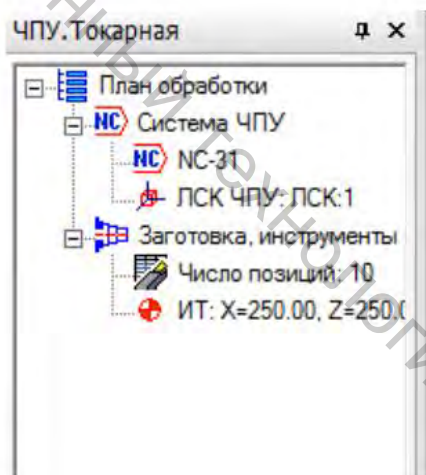 ЧПУ.Токарная
План обработки
NC Система ЧПУ
NC NC-31
ЛСК ЧПУ: ЛСК:1
Заготовка, инструменты
Число позиций: 10
ИТ: X=250.00, Z=250.0